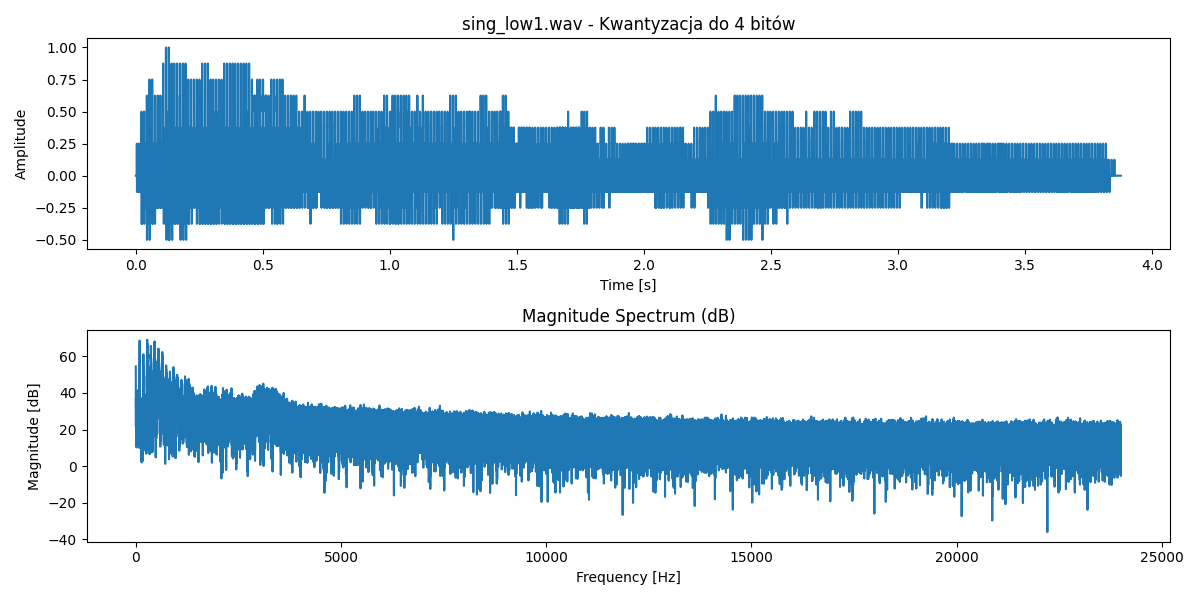 sing_low1.wav - Kwantyzacja do 4 bitów
1.00
0.75
0.50
0.25
0.00
−0.25
−0.50
Amplitude
0.0 0.5 1.0 1.5 2.0 2.5 3.0 3.5 4.0
Time [s]
Magnitude Spectrum (dB)
60
40
20
0
−20
−40
Magnitude [dB]
0 5000 10000 15000 20000 25000
Frequency [Hz]